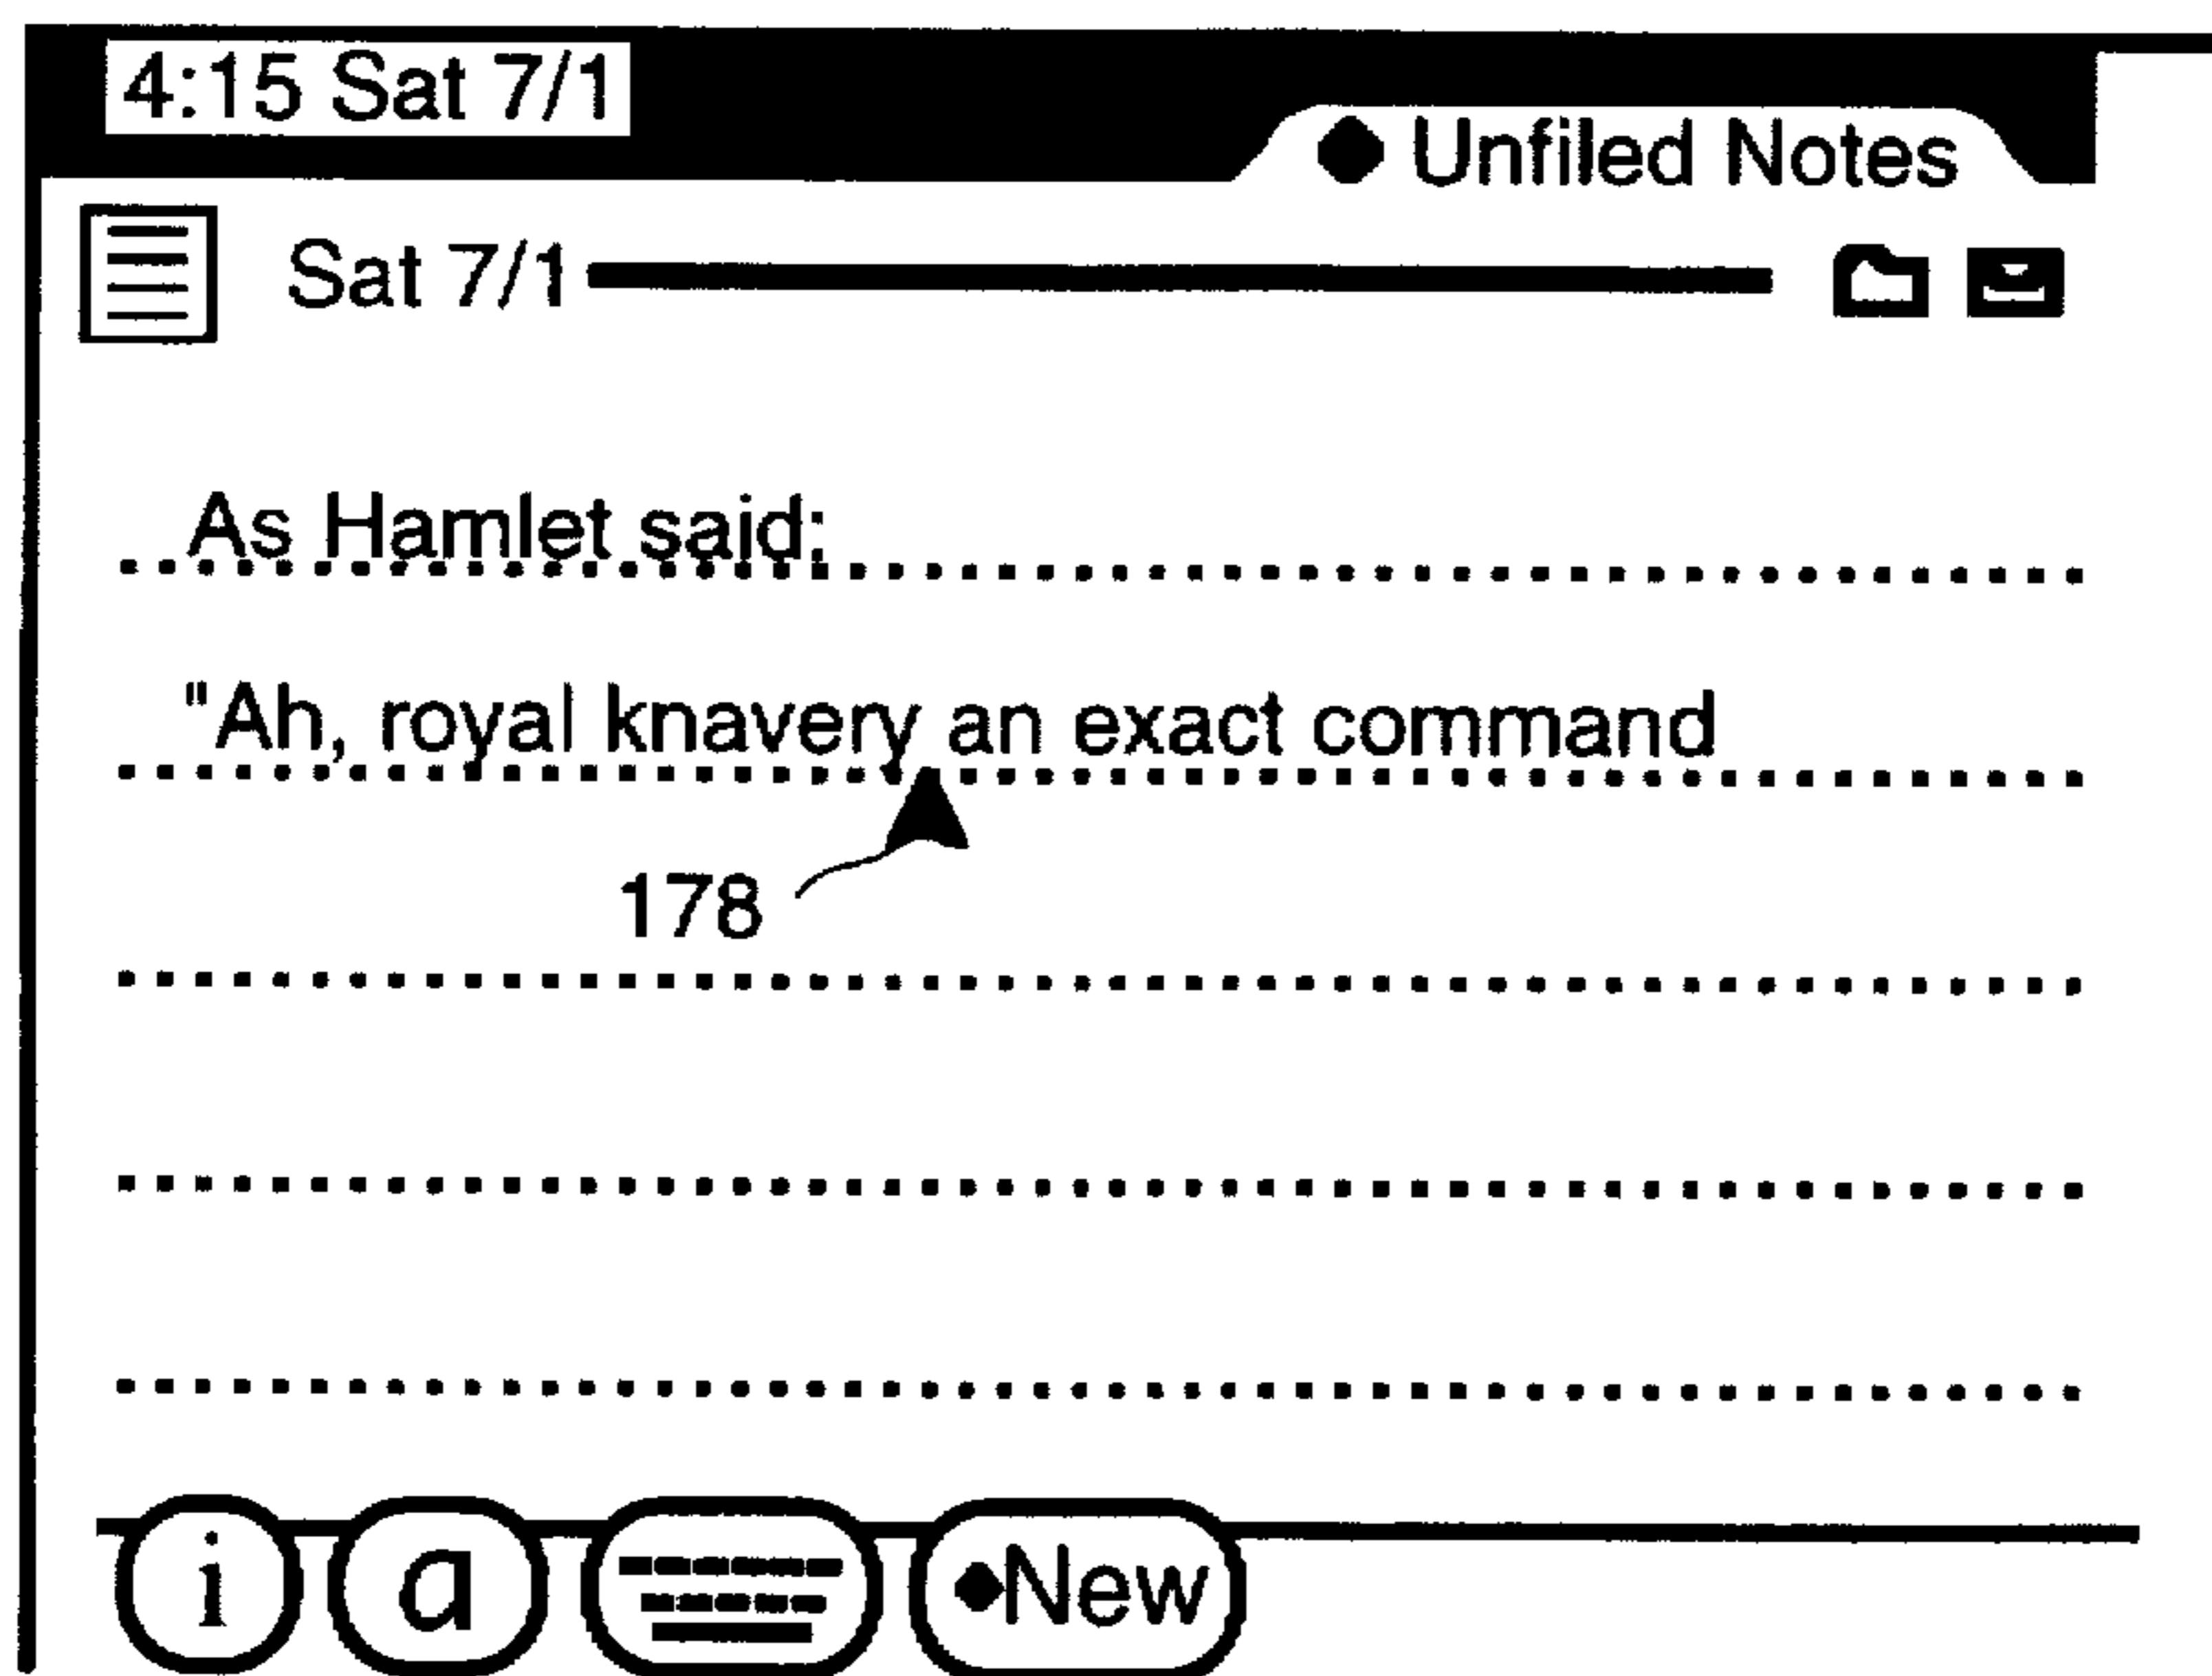 4:15 Sat 7/1
Unfiled Notes
Sat 7/1
As Hamlet said:
"Ah, royal knavery an exact command
178
i
a
New